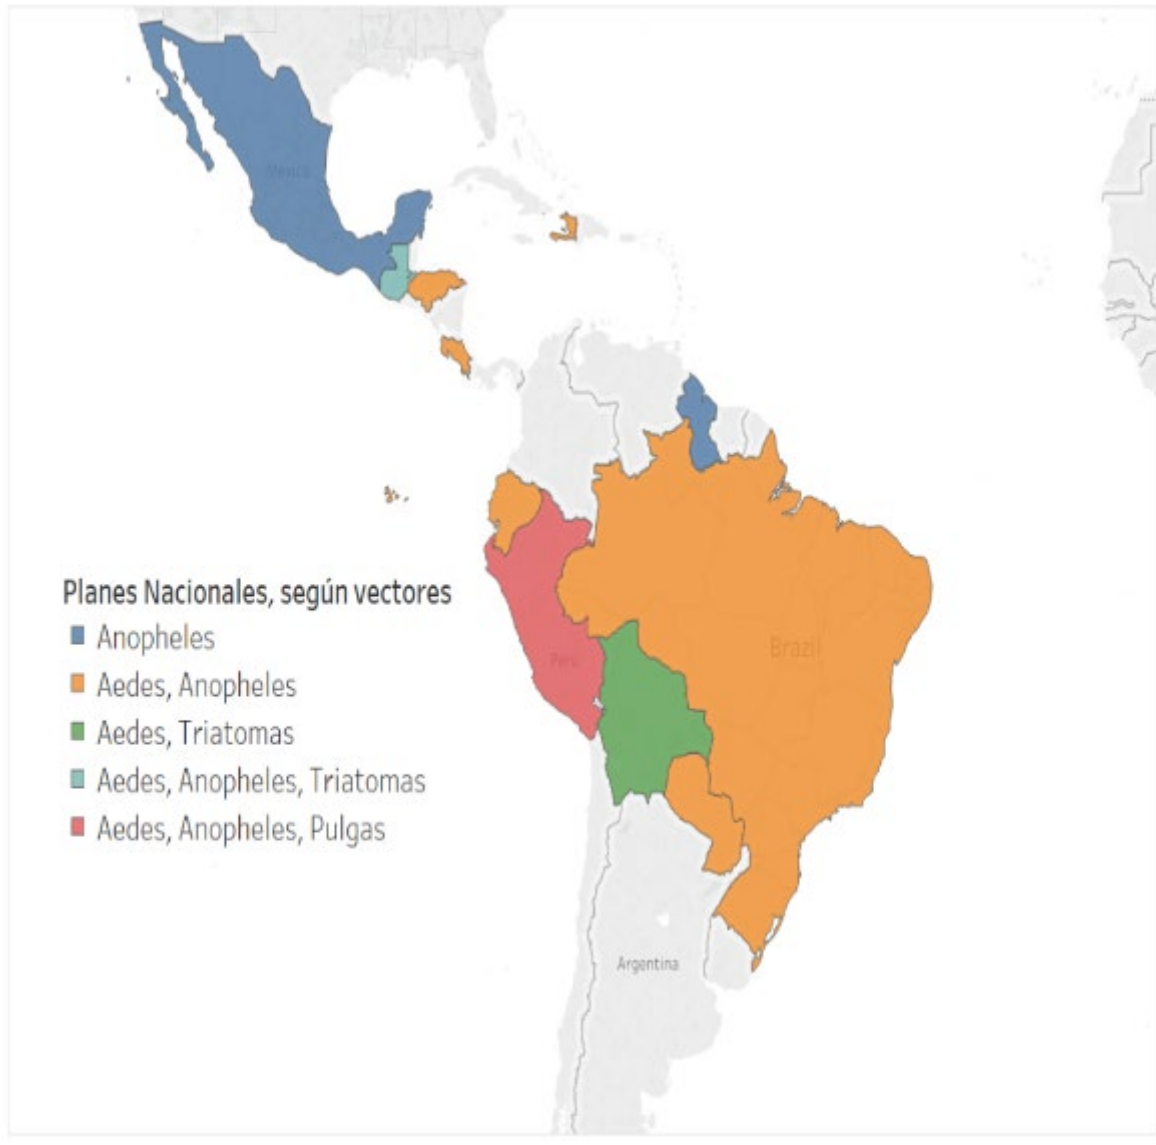 Mexico
Planes Nacionales, según vectores
Anopheles
Aedes, Anopheles
Aedes, Triatomas
Aedes, Anopheles, Triatomas
Aedes, Anopheles, Pulgas
Peru
Brazil
Argentina